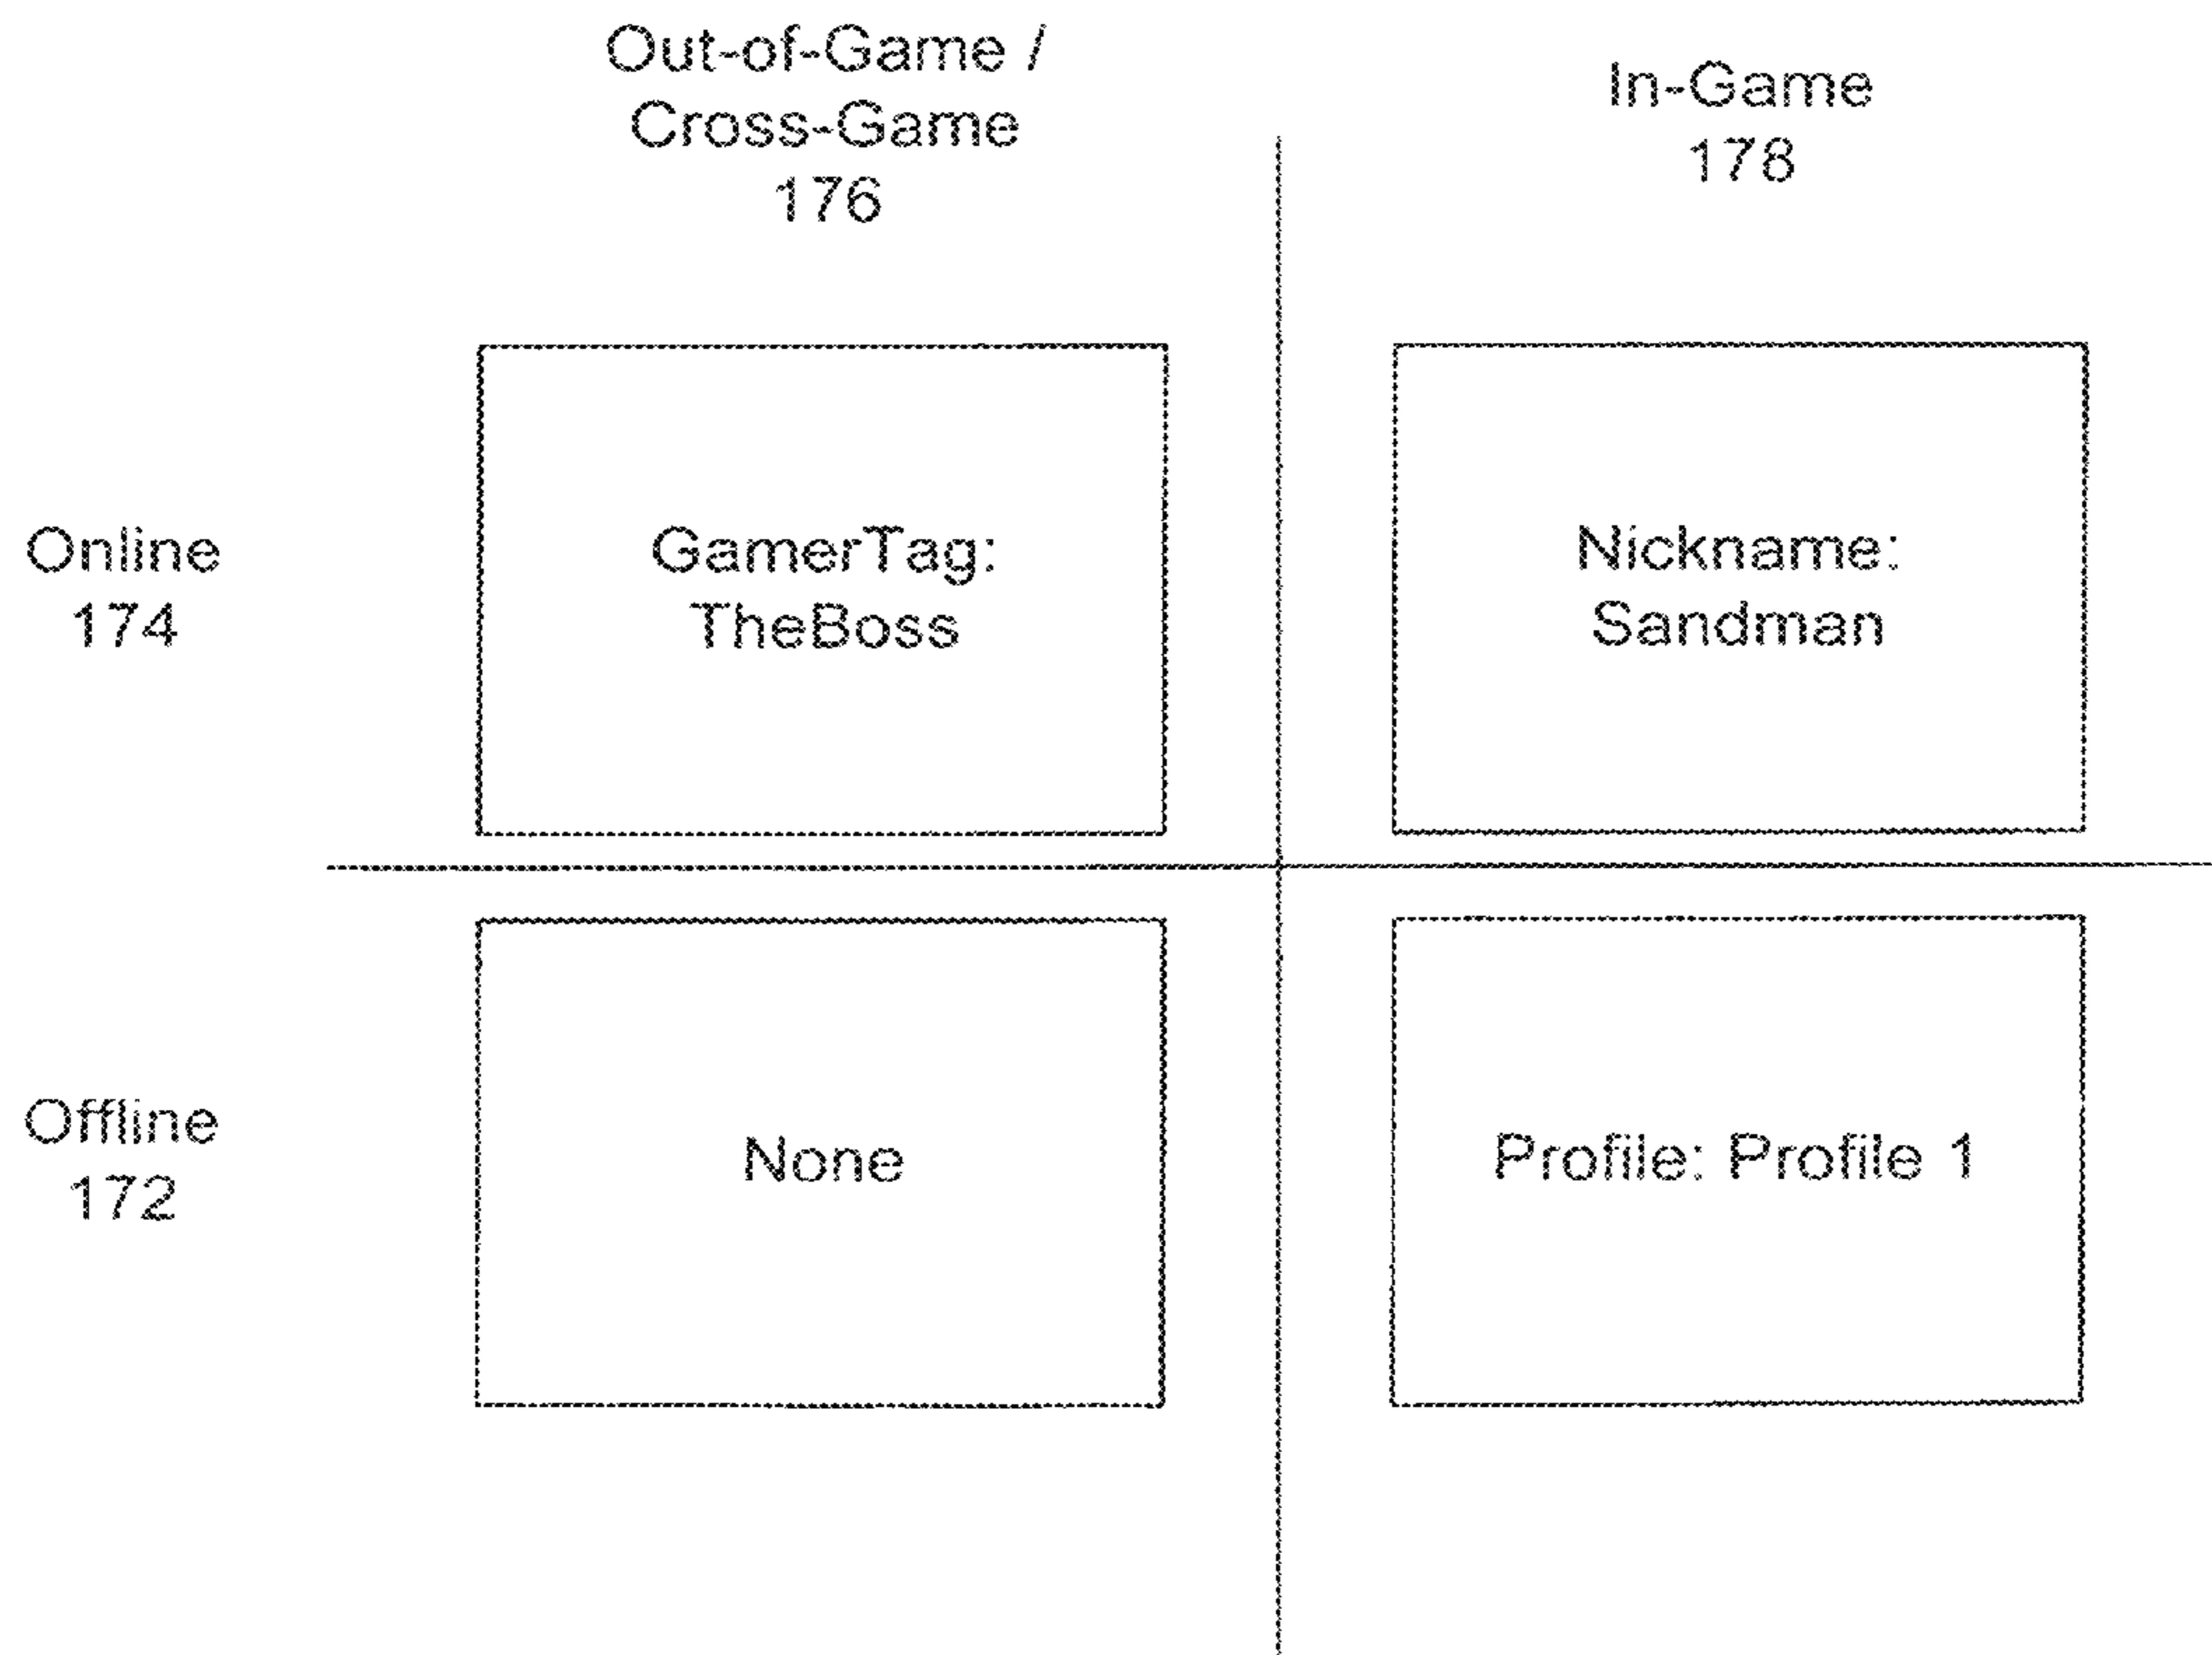 Out-of-Game /
Cross-Game
176
In-Game
178
Online
174
GamerTag:
TheBoss
Nickname:
Sandman
Offline
172
None
Profile: Profile 1